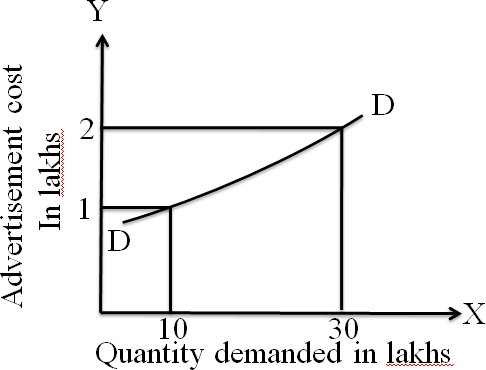 Y
Advertisement cost
In lakhs
D
2
1
D
X
10 30
Quantity demanded in lakhs